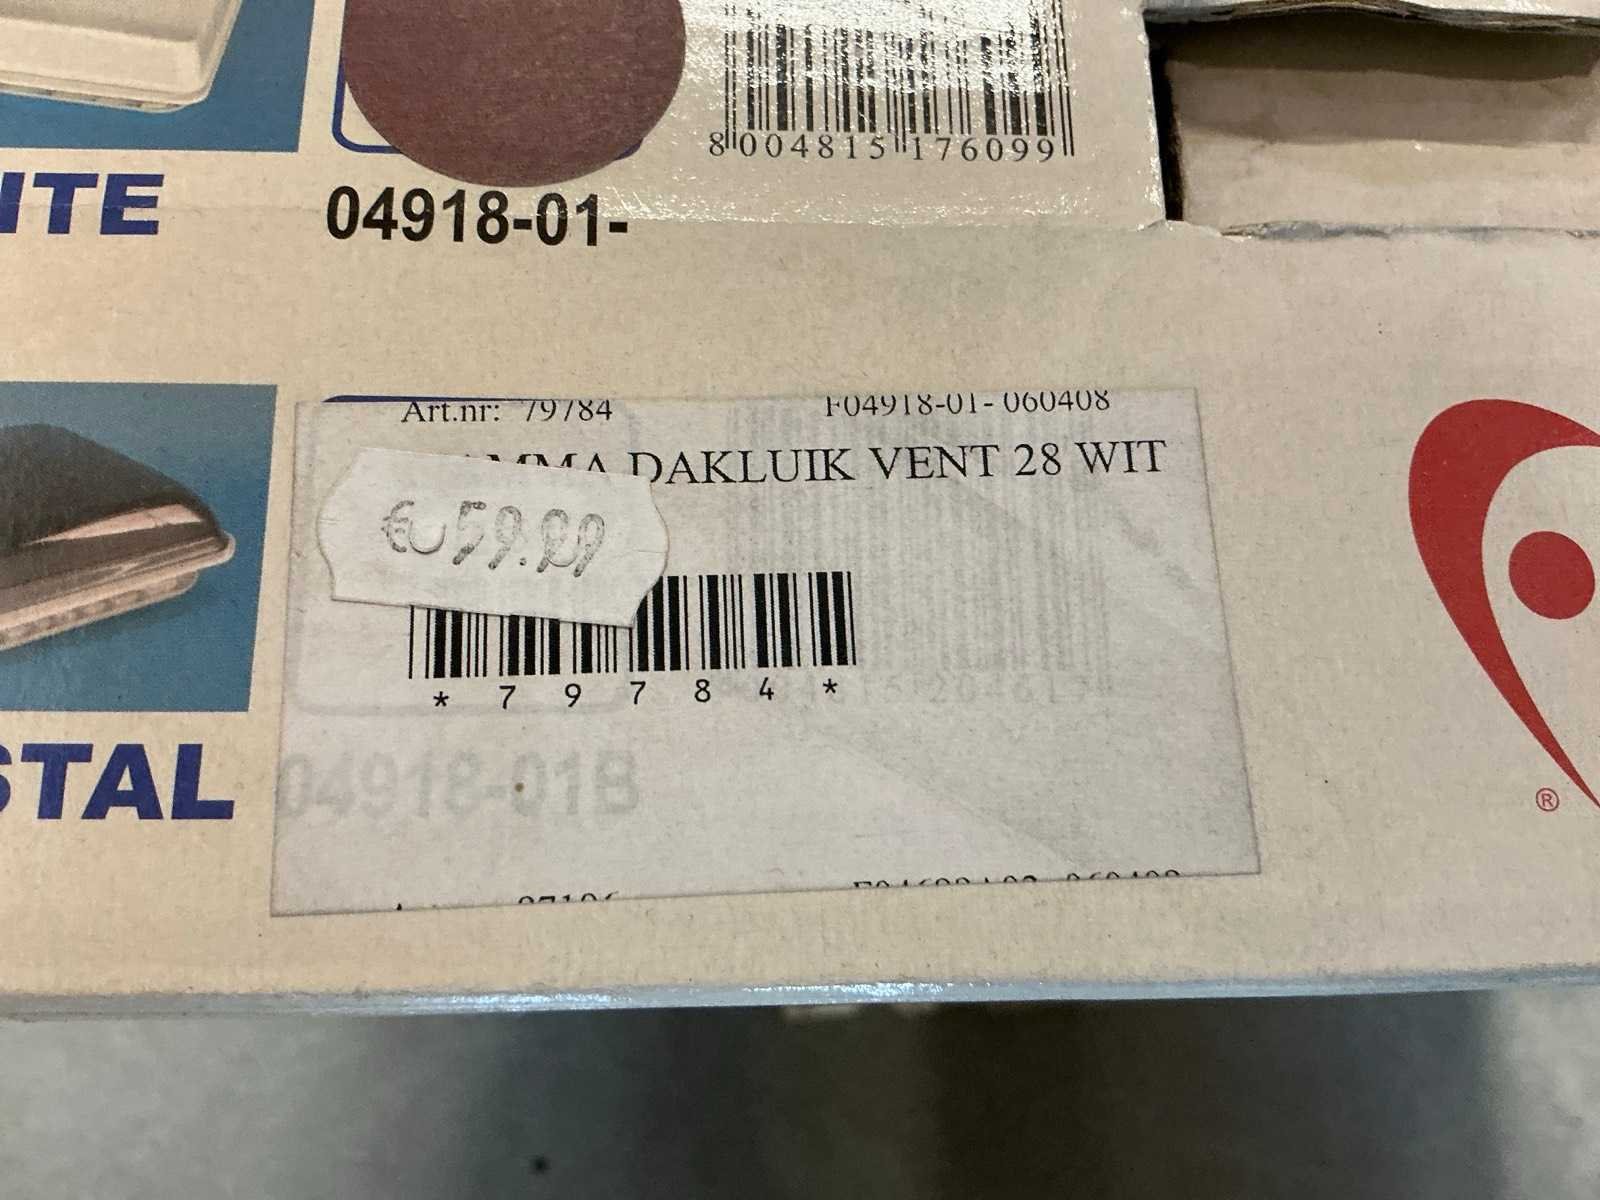 8 004815 176099
ITE
04918-01-
Art.nr: 79784 F04918-01- 060408
AMMA DAKLUIK VENT 28 WIT
€ 59.99
* 7 9 7 8 4 *
STAL
04918-01B
®